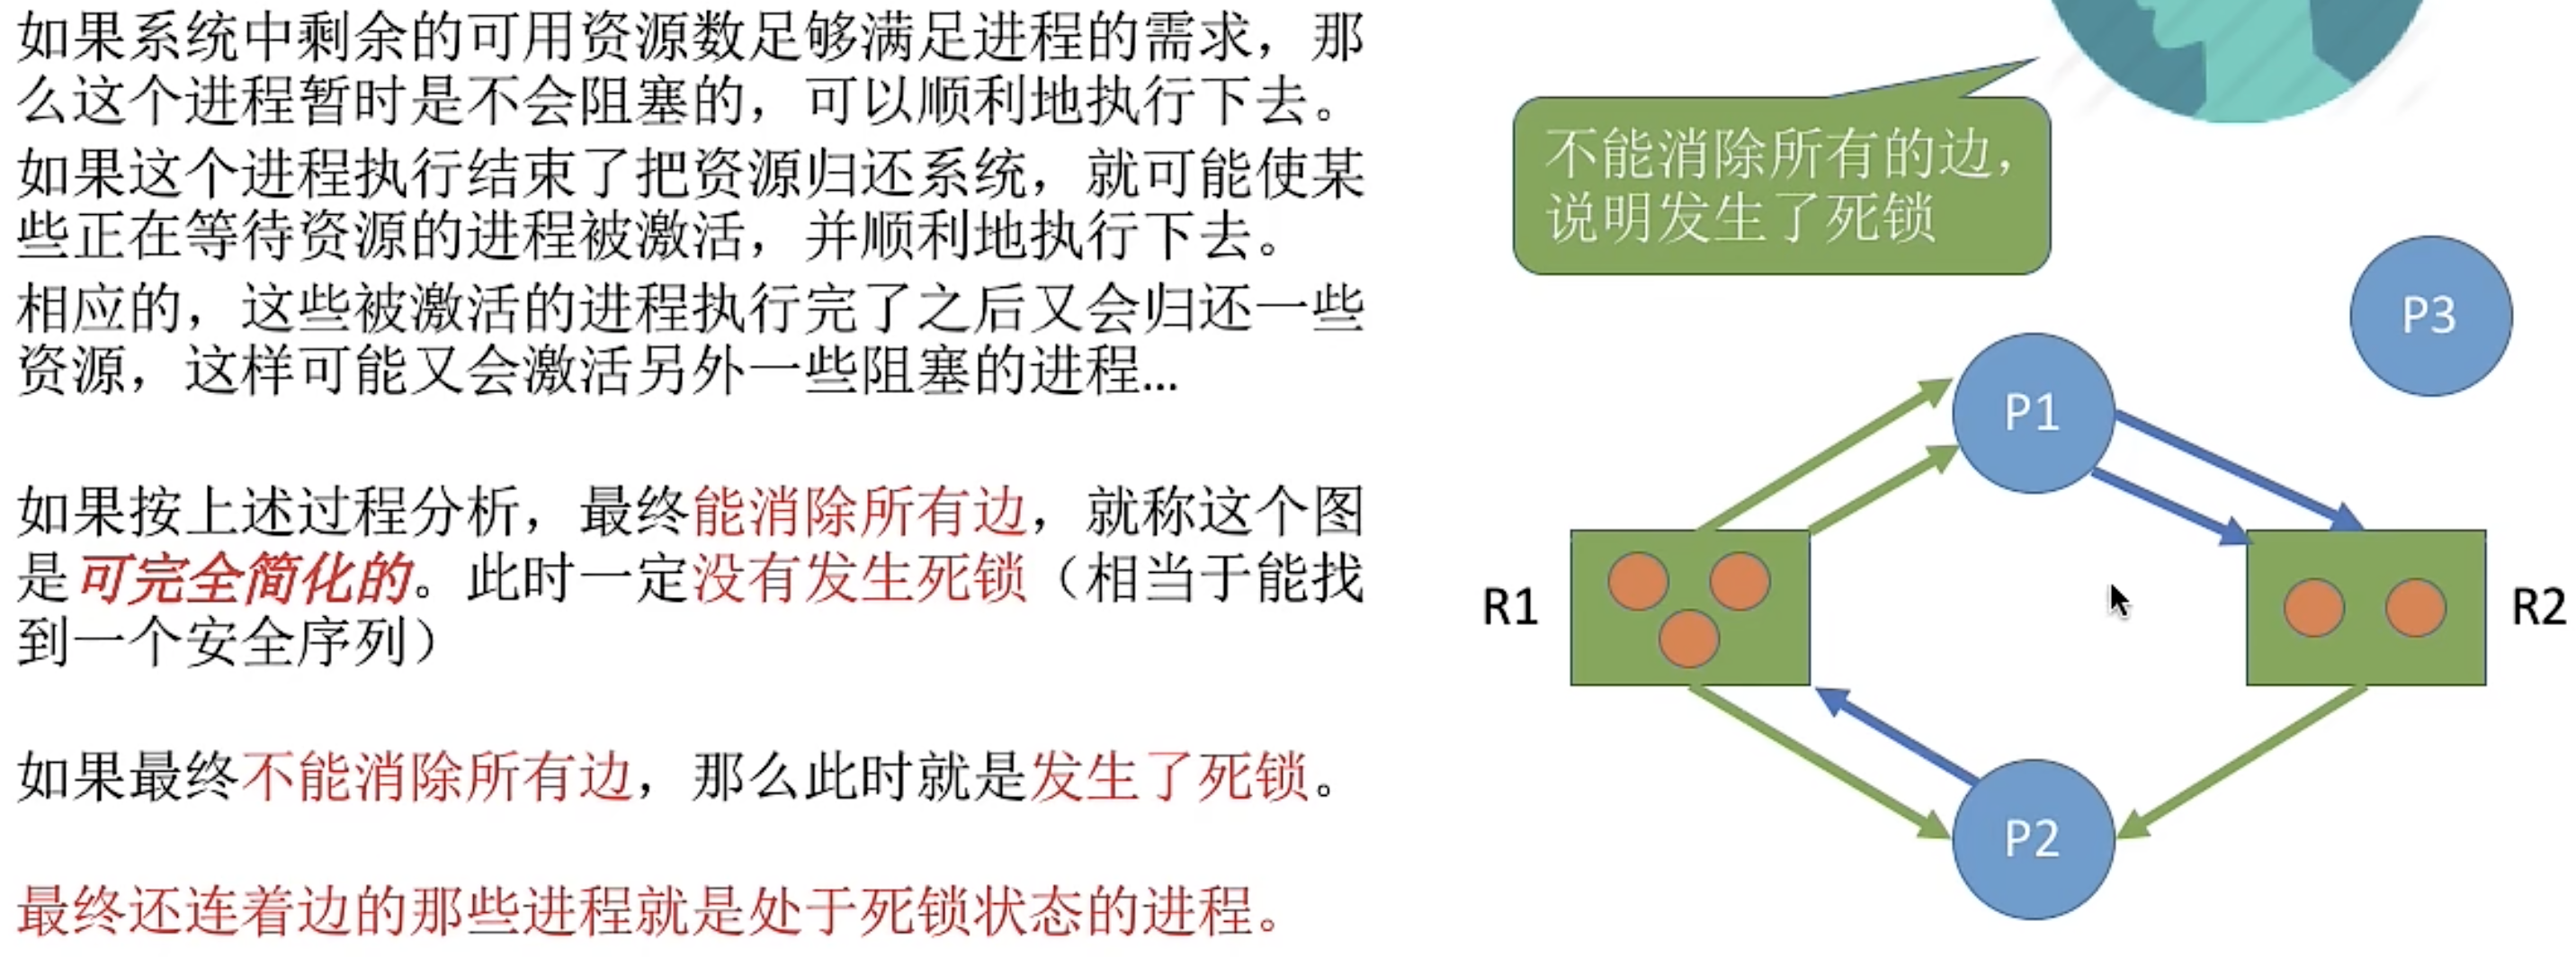 如果系统中剩余的可用资源数足够满足进程的需求，那
么这个进程暂时是不会阻塞的，可以顺利地执行下去。
如果这个进程执行结束了把资源归还系统，就可能使某
些正在等待资源的进程被激活，并顺利地执行下去。
相应的，这些被激活的进程执行完了之后又会归还一些
资源，这样可能又会激活另外一些阻塞的进程...
如果按上述过程分析，最终能消除所有边，就称这个图
是可完全简化的。此时一定没有发生死锁（相当于能找
到一个安全序列）
如果最终不能消除所有边，那么此时就是发生了死锁。
最终还连着边的那些进程就是处于死锁状态的进程。
不能消除所有的边，
说明发生了死锁
P3
P1
R1
R2
P2